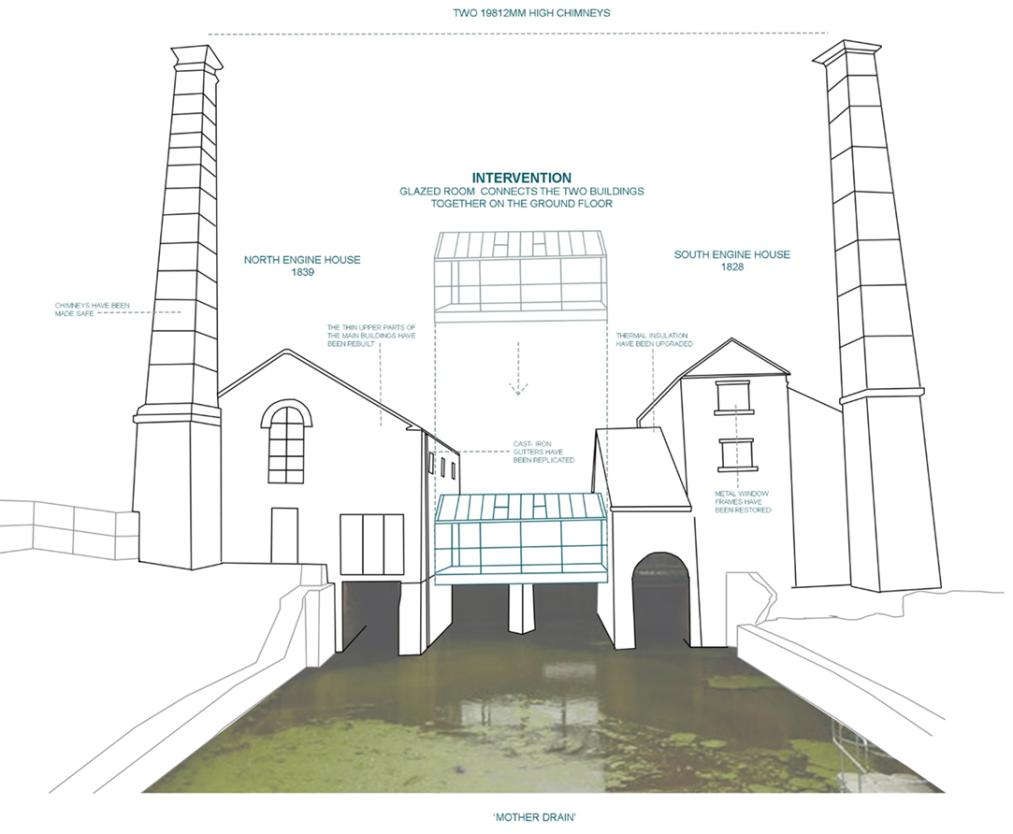 TWO 19812MM HIGH CHIMNEYS
INTERVENTION
GLAZED ROOM CONNECTS THE TWO BUILDINGS
TOGETHER ON THE GROUND FLOOR
NORTH ENGINE HOUSE
1839
SOUTH ENGINE HOUSE
1828
CHIMNEYS HAVE BEEN
MADE SAFE
THE THIN UPPER PARTS OF
THE MAIN BUILDINGS HAVE
BEEN REBUILT
THERMAL INSULATION
HAVE BEEN UPGRADED
CAST- IRON
GUTTERS HAVE
BEEN REPLICATED
METAL WINDOW
FRAMES HAVE
BEEN RESTORED
'MOTHER DRAIN'